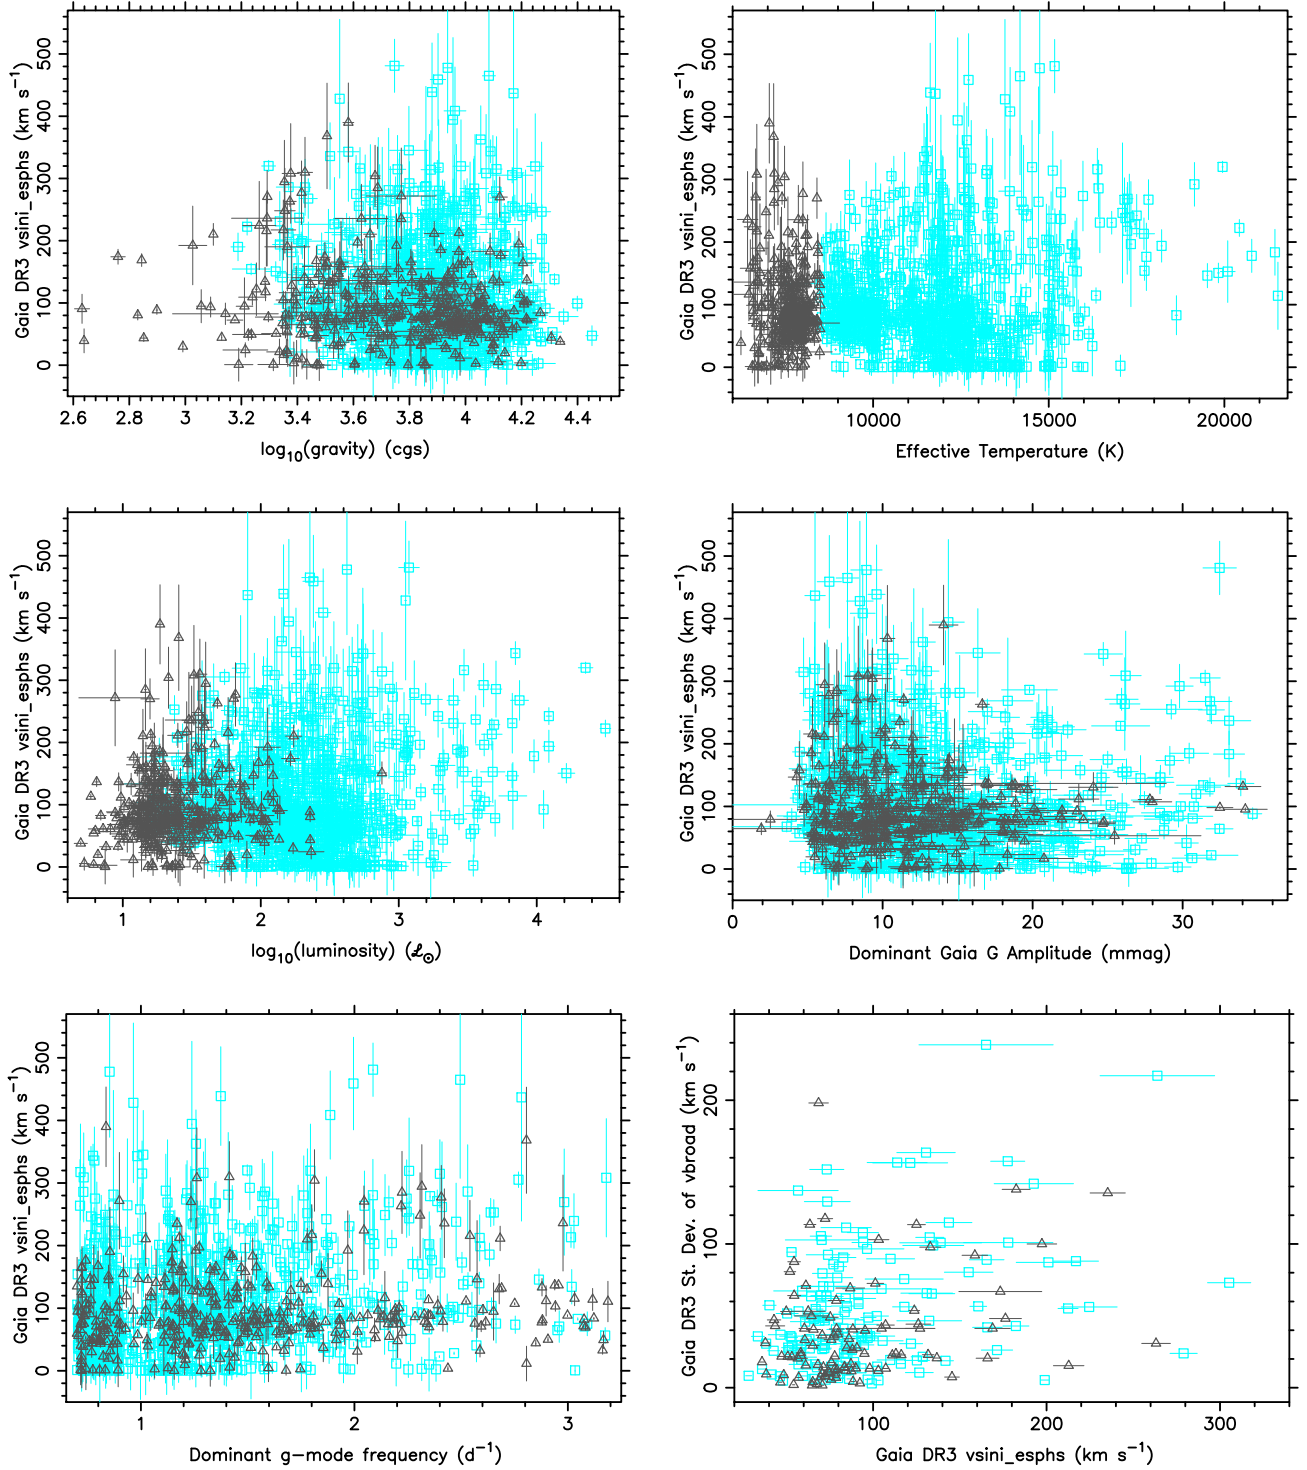 Gaia DR3 vsini_esphs (km s⁻¹)
0 100 200 300 400 500
2.6 2.8 3 3.2 3.4 3.6 3.8 4 4.2 4.4
log₁₀(gravity) (cgs)
Gaia DR3 vsini_esphs (km s⁻¹)
0 100 200 300 400 500
10000 15000 20000
Effective Temperature (K)
Gaia DR3 vsini_esphs (km s⁻¹)
0 100 200 300 400 500
1 2 3 4
log₁₀(luminosity) (ℒ⊙)
Gaia DR3 vsini_esphs (km s⁻¹)
0 100 200 300 400 500
0 10 20 30
Dominant Gaia G Amplitude (mmag)
Gaia DR3 vsini_esphs (km s⁻¹)
0 100 200 300 400 500
1 2 3
Dominant g−mode frequency (d⁻¹)
Gaia DR3 St. Dev. of vbroad (km s⁻¹)
0 100 200
100 200 300
Gaia DR3 vsini_esphs (km s⁻¹)